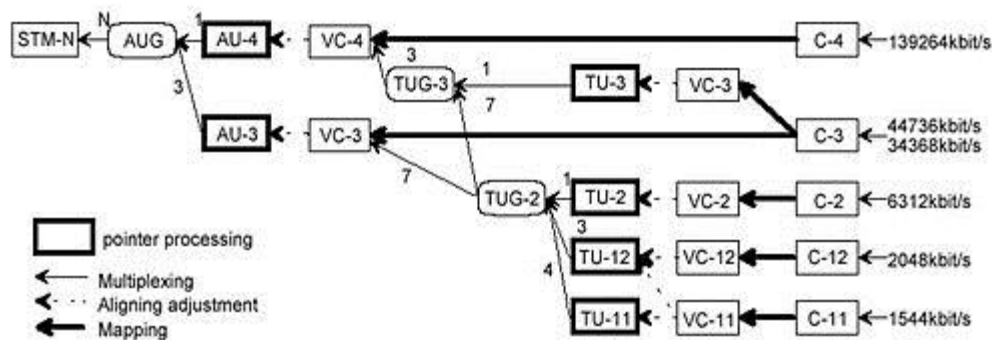 STM-N
N
AUG
1
AU-4
VC-4
C-4
139264kbit/s
3
TUG-3
1
TU-3
VC-3
3
7
AU-3
VC-3
C-3
44736kbit/s
34368kbit/s
7
TUG-2
1
TU-2
VC-2
C-2
6312kbit/s
3
TU-12
VC-12
C-12
2048kbit/s
4
TU-11
VC-11
C-11
1544kbit/s
pointer processing
Multiplexing
Aligning adjustment
Mapping